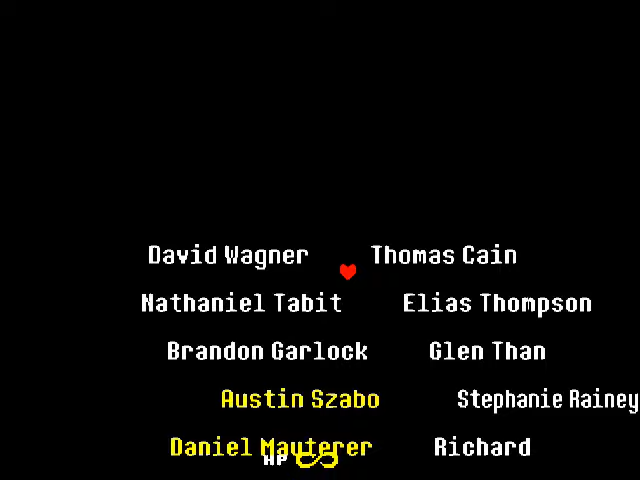 David Wagner Thomas Cain
Nathaniel Tabit Elias Thompson
Brandon Garlock Glen Than
Austin Szabo Stephanie Rainey
Daniel Mauterer Richard
HP ∞